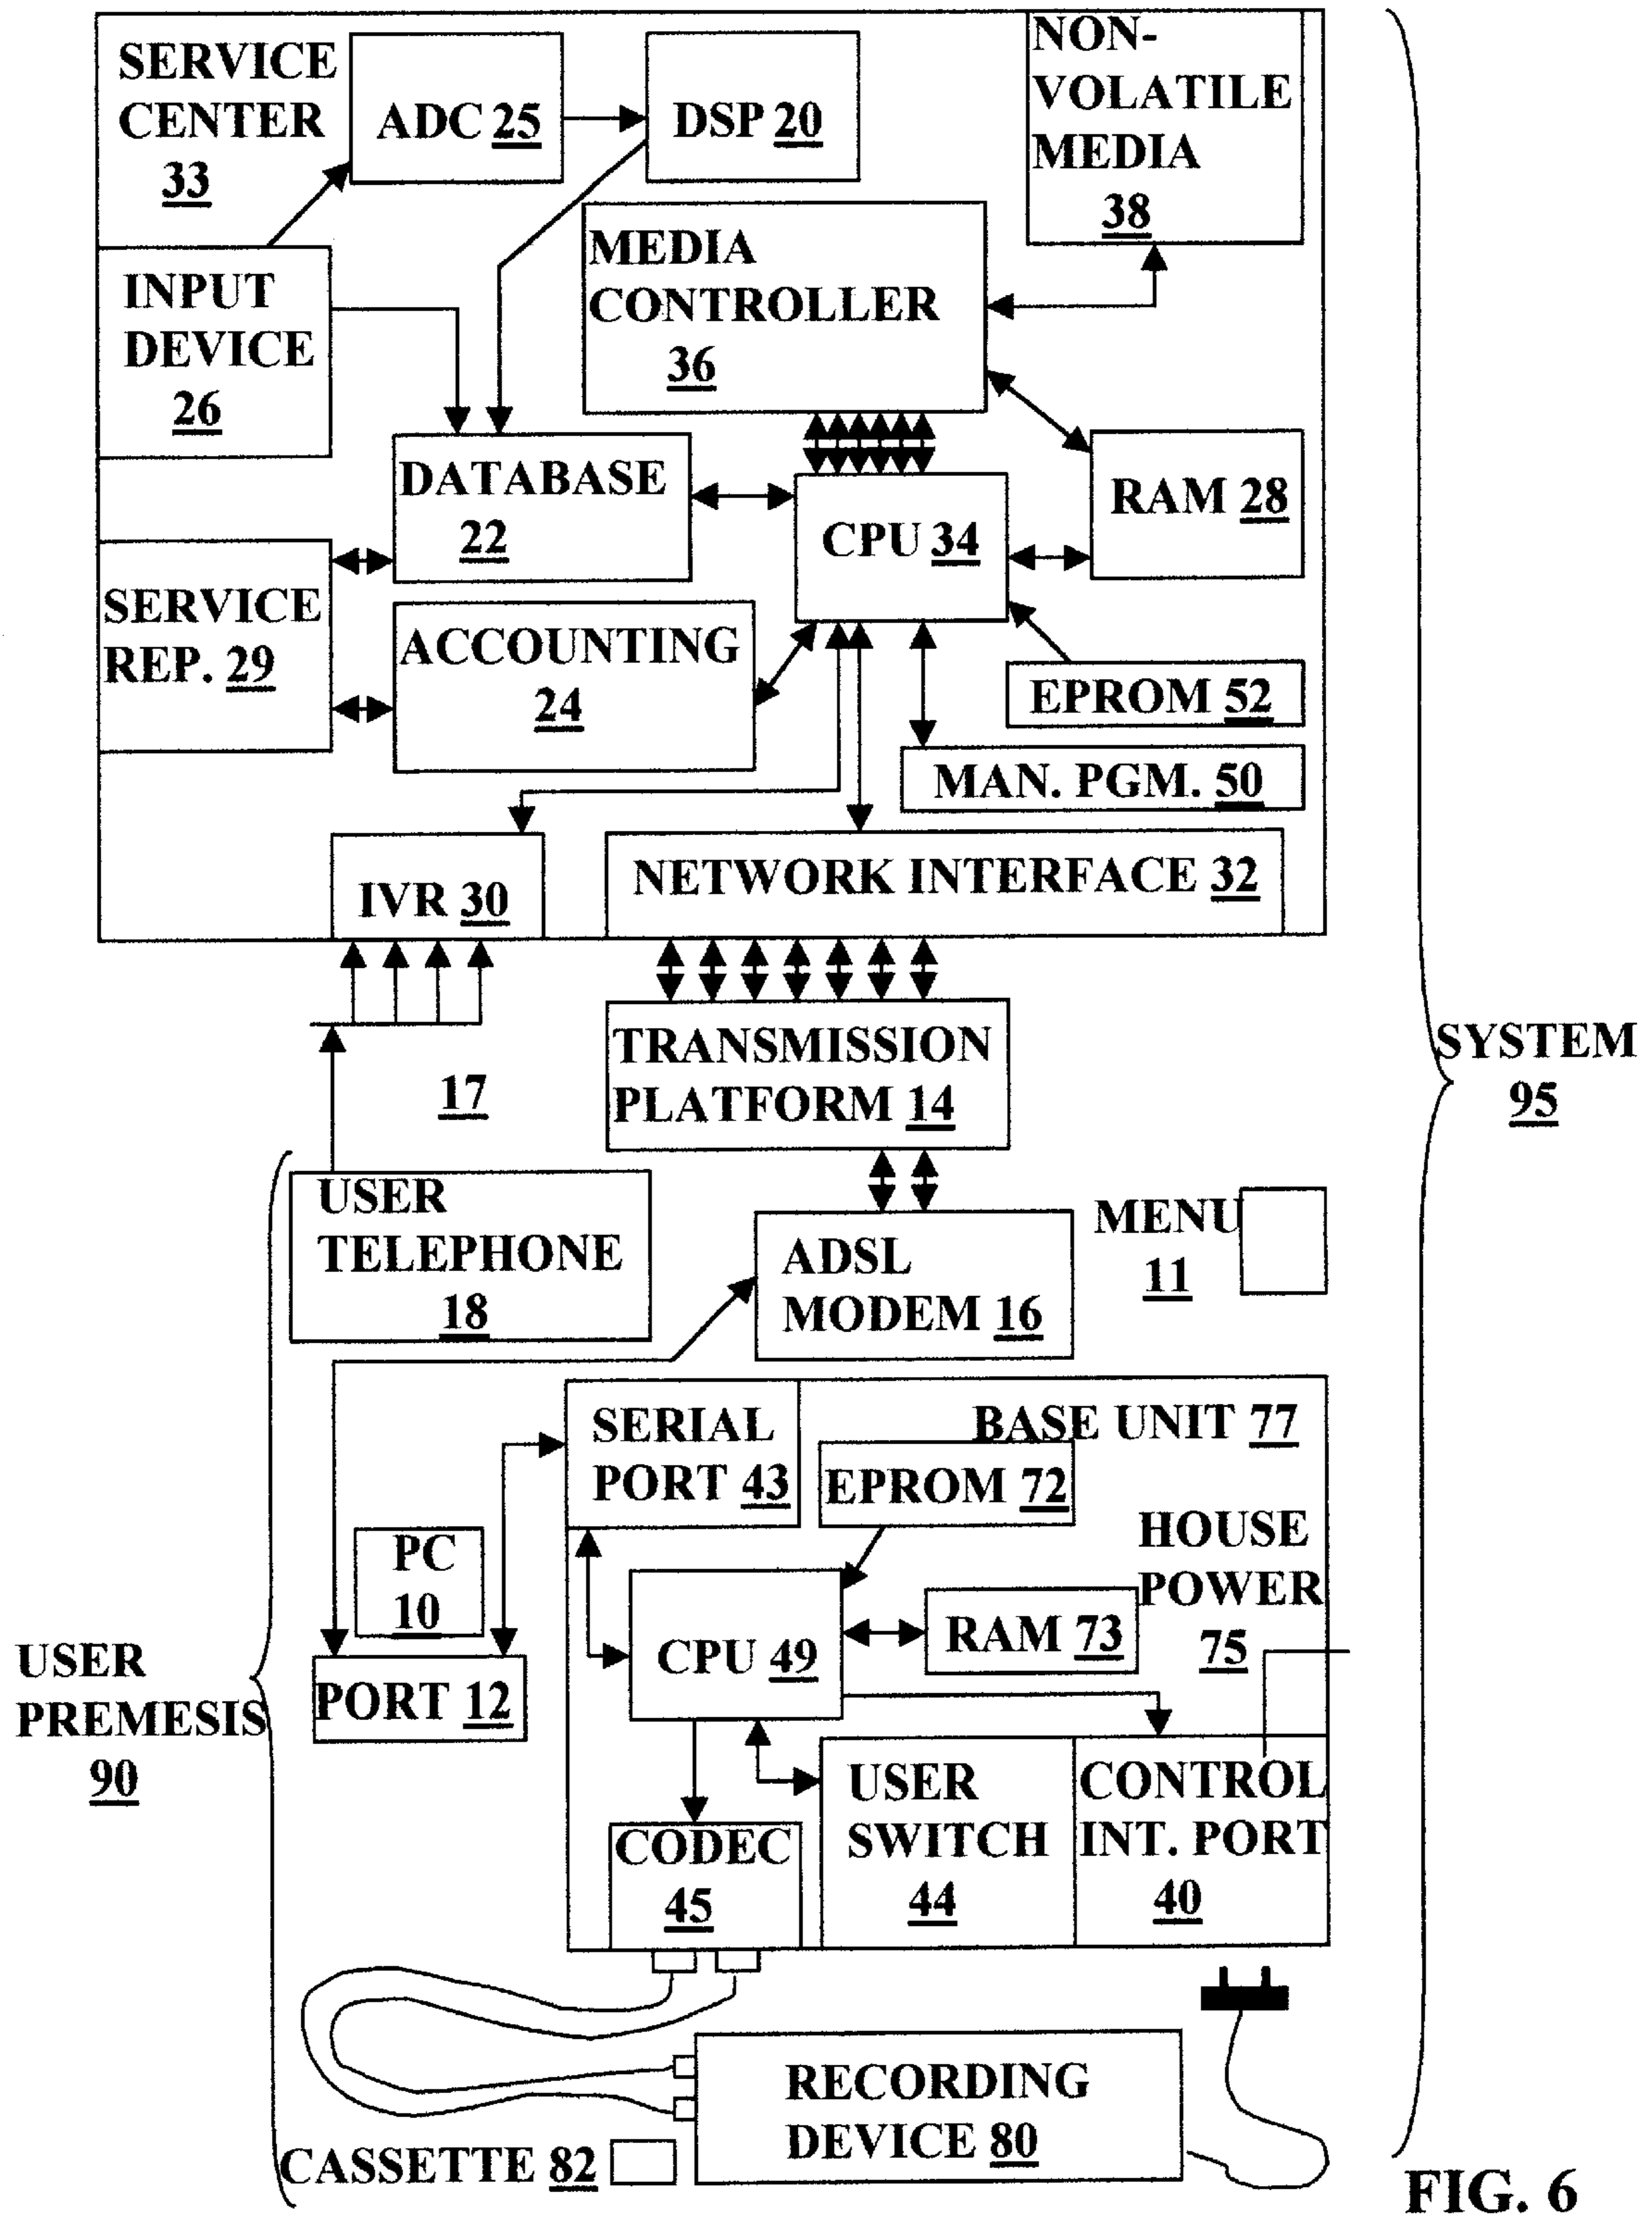 SERVICE
CENTER
33
ADC 25
DSP 20
NON-
VOLATILE
MEDIA
38
INPUT
DEVICE
26
MEDIA
CONTROLLER
36
DATABASE
22
CPU 34
RAM 28
SERVICE
REP. 29
ACCOUNTING
24
EPROM 52
MAN. PGM. 50
IVR 30
NETWORK INTERFACE 32
17
TRANSMISSION
PLATFORM 14
SYSTEM
95
USER
TELEPHONE
18
ADSL
MODEM 16
MENU
11
SERIAL
PORT 43
BASE UNIT 77
EPROM 72
HOUSE
POWER
75
PC
10
CPU 49
RAM 73
PORT 12
USER
PREMESIS
90
USER
SWITCH
44
CONTROL
INT. PORT
40
CODEC
45
RECORDING
DEVICE 80
CASSETTE 82
FIG. 6